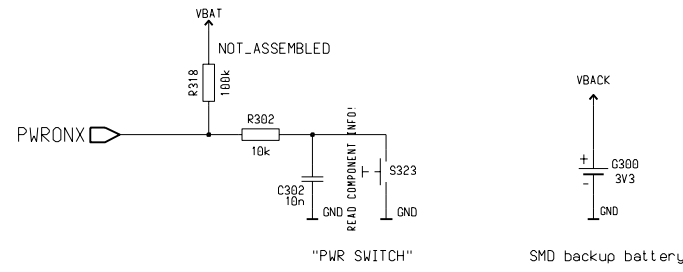 VBAT
NOT_ASSEMBLED
R318
100k
VBACK
PWRONX
R302
10k
READ COMPONENT INFO!
S323
+
G300
3V3
-
C302
10n
GND
GND
GND
"PWR SWITCH"
SMD backup battery